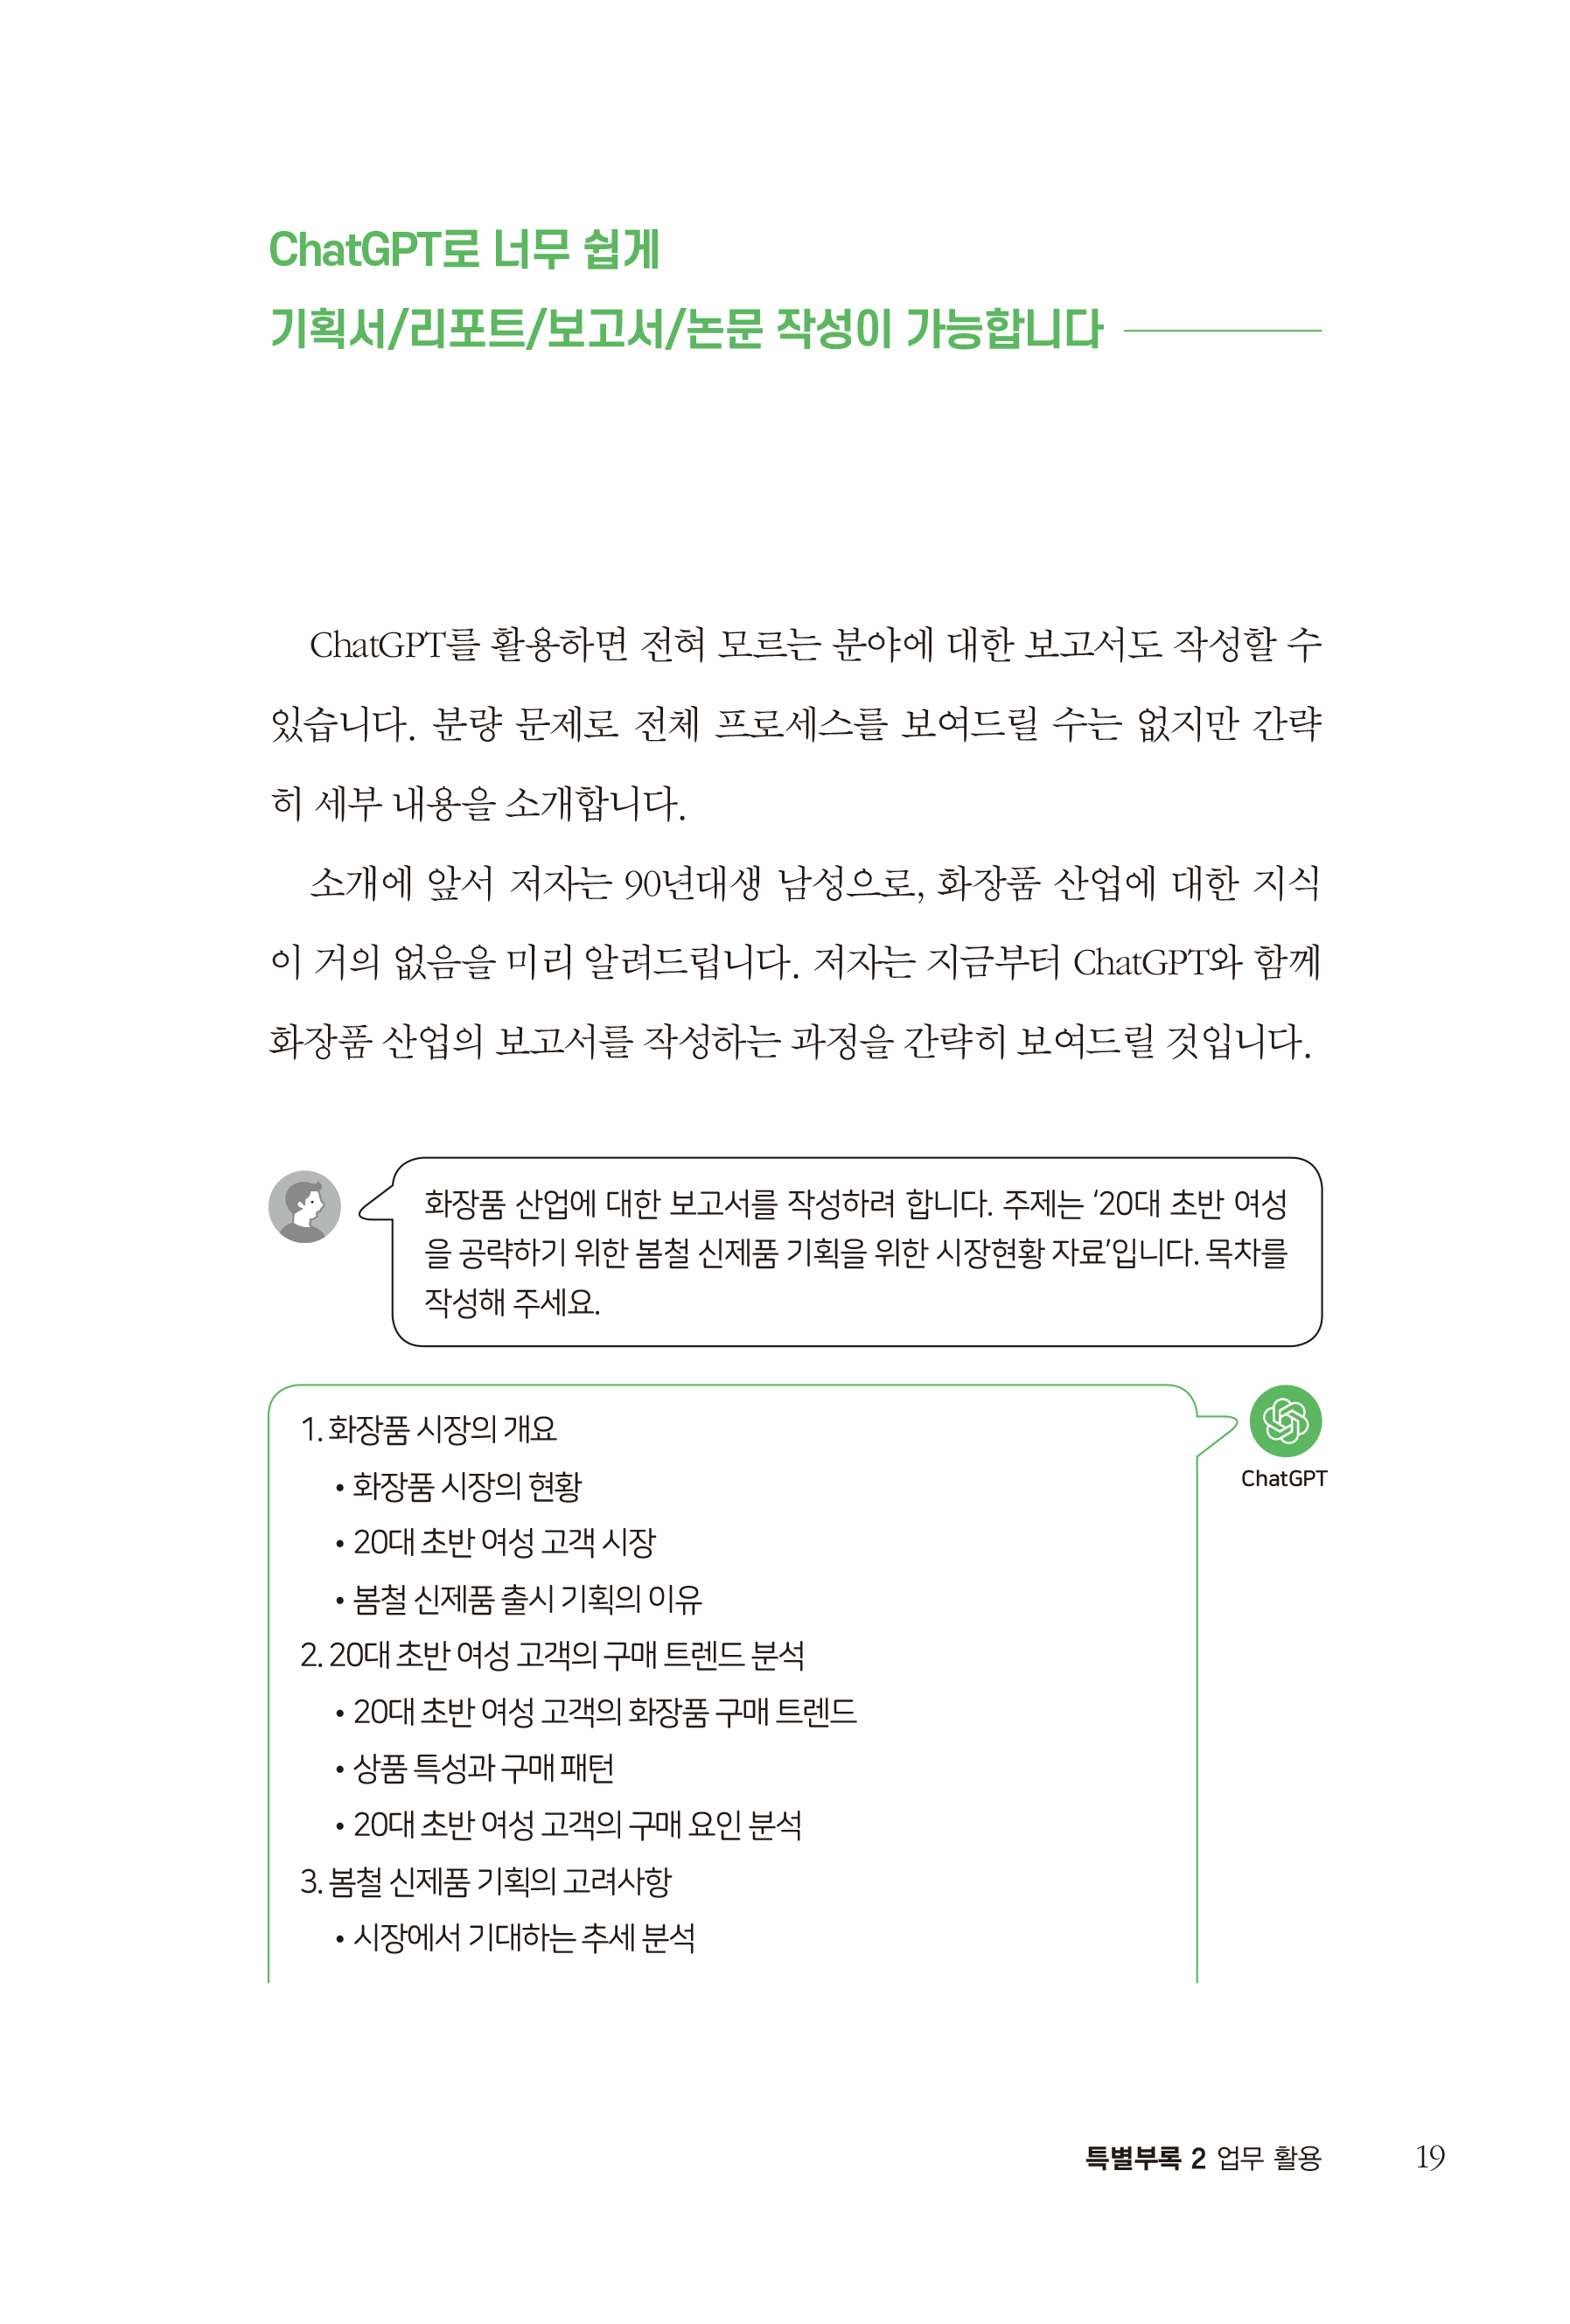 ChatGPT로 너무 쉽게
기획서/리포트/보고서/논문 작성이 가능합니다
ChatGPT를 활용하면 전혀 모르는 분야에 대한 보고서도 작성할 수
있습니다. 분량 문제로 전체 프로세스를 보여드릴 수는 없지만 간략
히 세부 내용을 소개합니다.
소개에 앞서 저자는 90년대생 남성으로, 화장품 산업에 대한 지식
이 거의 없음을 미리 알려드립니다. 저자는 지금부터 ChatGPT와 함께
화장품 산업의 보고서를 작성하는 과정을 간략히 보여드릴 것입니다.
화장품 산업에 대한 보고서를 작성하려 합니다. 주제는 ‘20대 초반 여성
을 공략하기 위한 봄철 신제품 기획을 위한 시장현황 자료’입니다. 목차를
작성해 주세요.
ChatGPT
1. 화장품 시장의 개요
• 화장품 시장의 현황
• 20대 초반 여성 고객 시장
• 봄철 신제품 출시 기획의 이유
2. 20대 초반 여성 고객의 구매 트렌드 분석
• 20대 초반 여성 고객의 화장품 구매 트렌드
• 상품 특성과 구매 패턴
• 20대 초반 여성 고객의 구매 요인 분석
3. 봄철 신제품 기획의 고려사항
• 시장에서 기대하는 추세 분석
특별부록 2 업무 활용 19